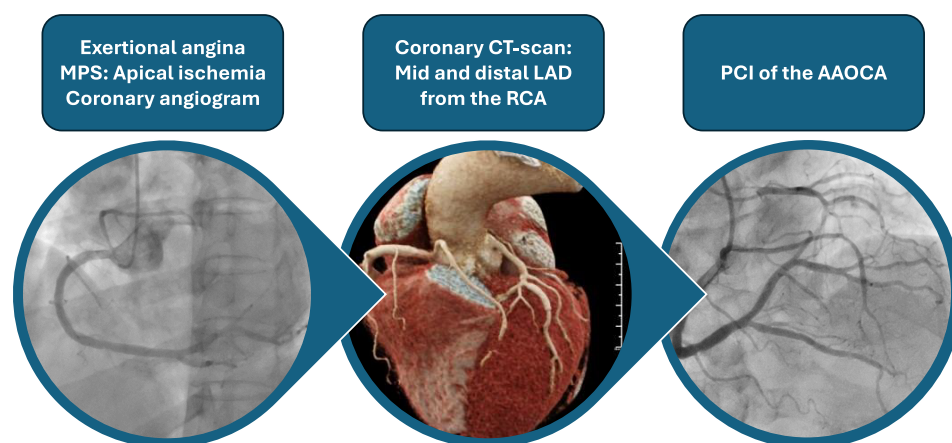 Exertional angina
MPS: Apical ischemia
Coronary angiogram
Coronary CT-scan:
Mid and distal LAD
from the RCA
PCI of the AAOCA